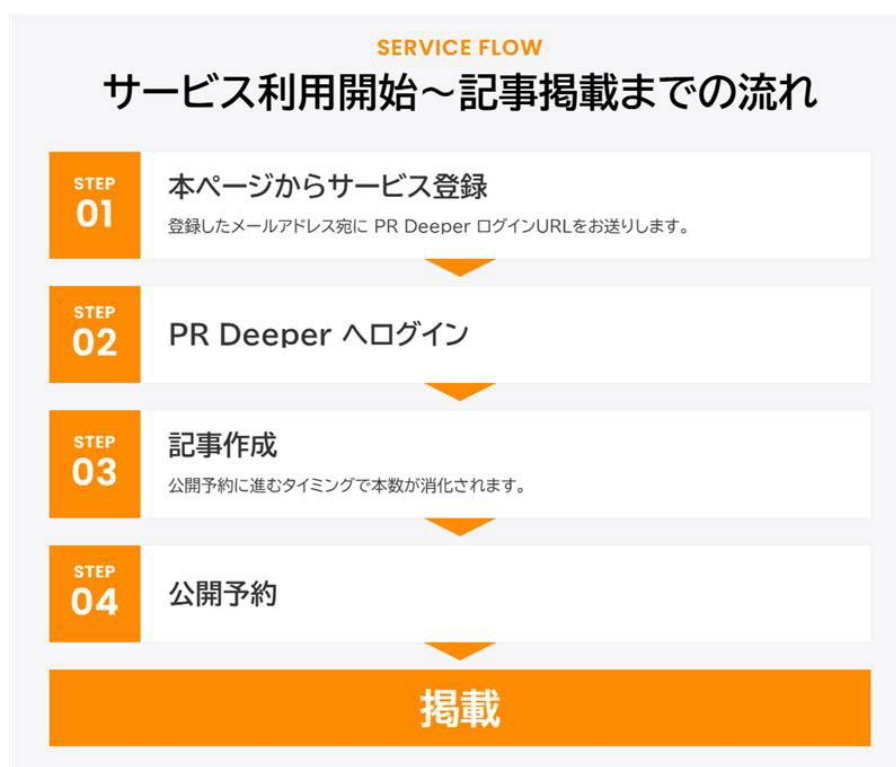 SERVICE FLOW
サービス利用開始～記事掲載までの流れ
STEP
01
本ページからサービス登録
登録したメールアドレス宛に PR Deeper ログインURLをお送りします。
STEP
02
PR Deeper へログイン
STEP
03
記事作成
公開予約に進むタイミングで本数が消化されます。
STEP
04
公開予約
掲載